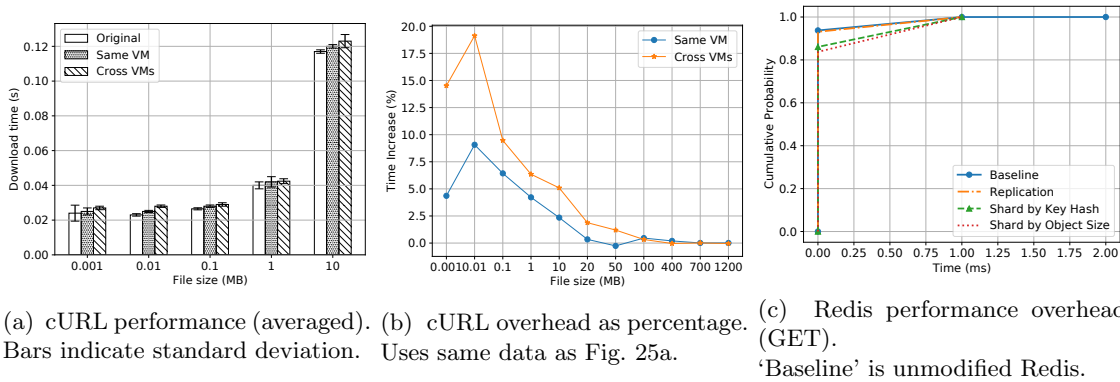 0.12
0.10
0.08
0.06
0.04
0.02
0.00
Download time (s)
Original
Same VM
Cross VMs
0.001 0.01 0.1 1 10
File size (MB)
(a) cURL performance (averaged).
Bars indicate standard deviation.
20.0
17.5
15.0
12.5
10.0
7.5
5.0
2.5
0.0
Time Increase (%)
Same VM
Cross VMs
0.001 0.01 0.1 1 10 20 50 100 400 700 1200
File size (MB)
(b) cURL overhead as percentage.
Uses same data as Fig. 25a.
1.0
0.8
0.6
0.4
0.2
0.0
Cumulative Probability
Baseline
Replication
Shard by Key Hash
Shard by Object Size
0.00 0.25 0.50 0.75 1.00 1.25 1.50 1.75 2.00
Time (ms)
(c) Redis performance overhead
(GET).
‘Baseline’ is unmodified Redis.